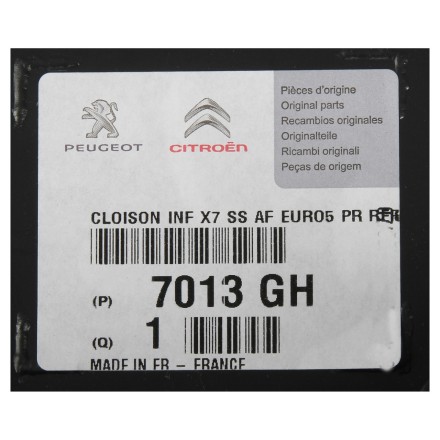 PEUGEOT
CITROËN
Pièces d'origine
Original parts
Recambios originales
Originalteile
Ricambi originali
Peças de origem
CLOISON INF X7 SS AF EURO5 PR
(P) 7013 GH
(Q) 1
MADE IN FR - FRANCE